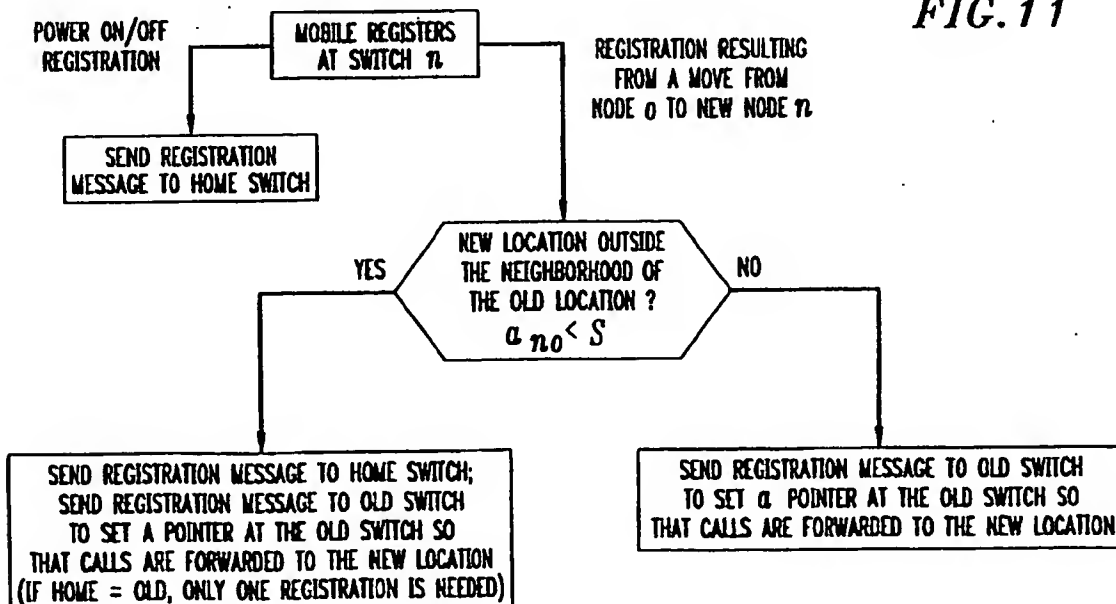 FIG.11
POWER ON/OFF
REGISTRATION
MOBILE REGISTERS
AT SWITCH n
REGISTRATION RESULTING
FROM A MOVE FROM
NODE o TO NEW NODE n
SEND REGISTRATION
MESSAGE TO HOME SWITCH
NEW LOCATION OUTSIDE
THE NEIGHBORHOOD OF
THE OLD LOCATION ?
a no < S
YES
NO
SEND REGISTRATION MESSAGE TO HOME SWITCH;
SEND REGISTRATION MESSAGE TO OLD SWITCH
TO SET A POINTER AT THE OLD SWITCH SO
THAT CALLS ARE FORWARDED TO THE NEW LOCATION
(IF HOME = OLD, ONLY ONE REGISTRATION IS NEEDED)
SEND REGISTRATION MESSAGE TO OLD SWITCH
TO SET a POINTER AT THE OLD SWITCH SO
THAT CALLS ARE FORWARDED TO THE NEW LOCATION